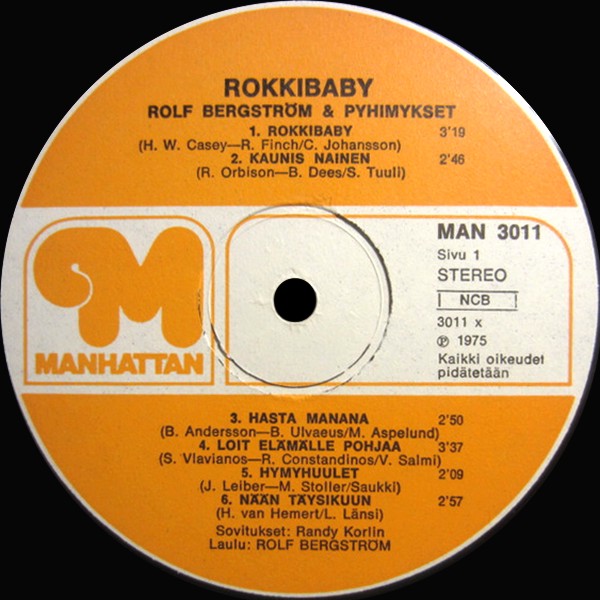 ROKKIBABY
ROLF BERGSTRÖM & PYHIMYKSET
1. ROKKIBABY 3'19
(H. W. Casey—R. Finch/C. Johansson)
2. KAUNIS NAINEN 2'46
(R. Orbison—B. Dees/S. Tuuli)
M
MANHATTAN
MAN 3011
Sivu 1
STEREO
NCB
3011 x
℗ 1975
Kaikki oikeudet
pidätetään
3. HASTA MANANA 2'50
(B. Andersson—B. Ulvaeus/M. Aspelund)
4. LOIT ELÄMÄLLE POHJAA 3'37
(S. Vlavianos—R. Constandinos/V. Salmi)
5. HYMYHUULET 2'09
(J. Leiber—M. Stoller/Saukki)
6. NÄÄN TÄYSIKUUN 2'57
(H. van Hemert/L. Länsi)
Sovitukset: Randy Korlin
Laulu: ROLF BERGSTRÖM